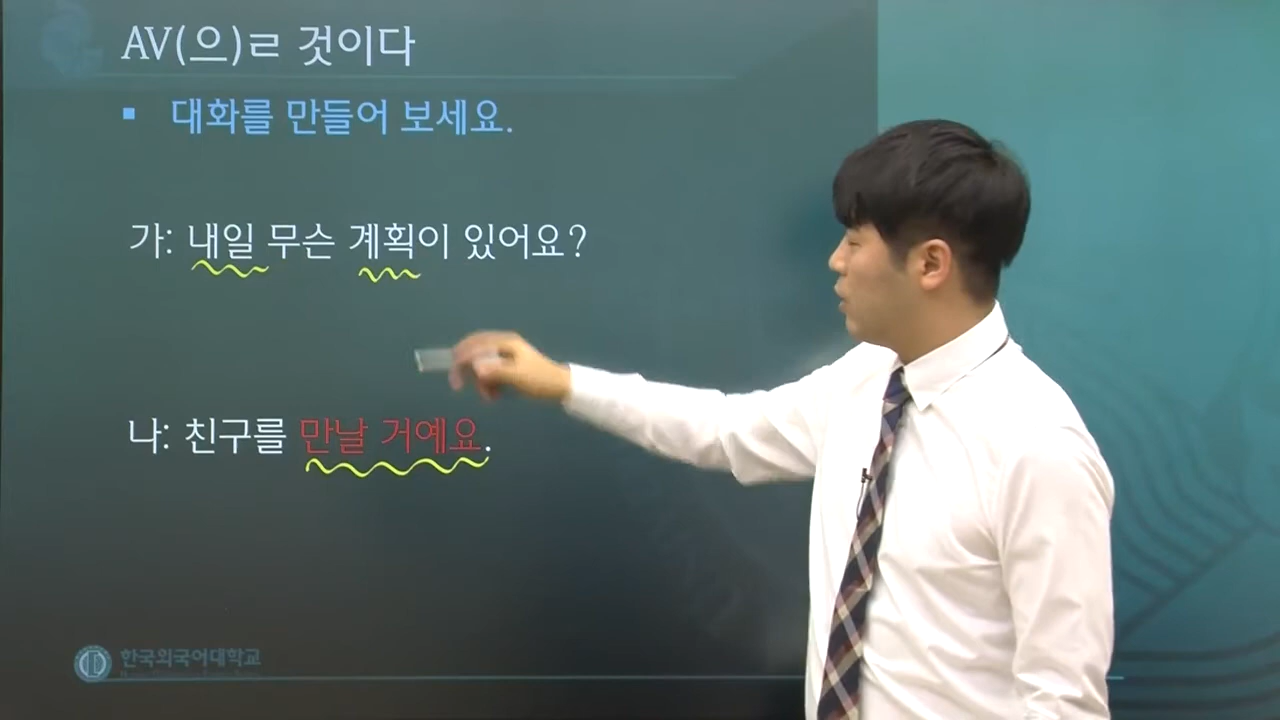 AV(으)ㄹ 것이다
▪ 대화를 만들어 보세요.
가: 내일 무슨 계획이 있어요?
나: 친구를 만날 거예요.
한국외국어대학교